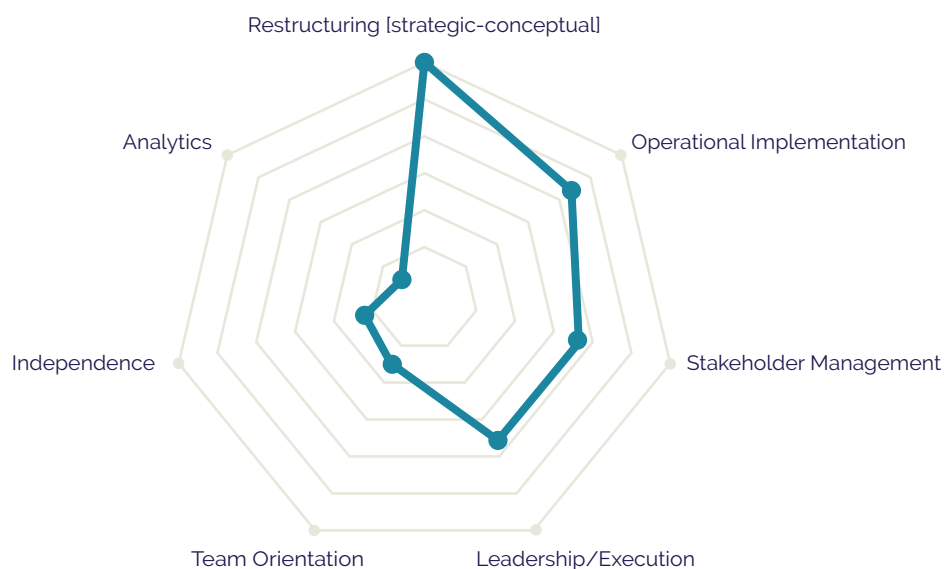 Restructuring [strategic-conceptual]
Analytics
Operational Implementation
Independence
Stakeholder Management
Team Orientation
Leadership/Execution